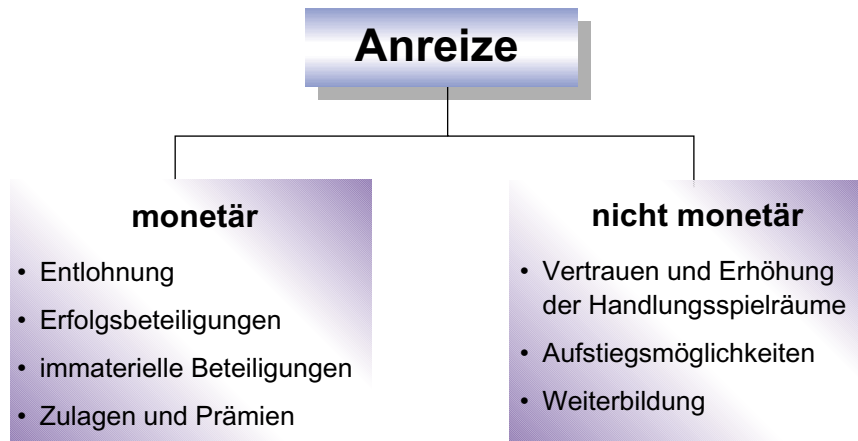 Anreize
monetär
• Entlohnung
• Erfolgsbeteiligungen
• immaterielle Beteiligungen
• Zulagen und Prämien
nicht monetär
• Vertrauen und Erhöhung
der Handlungsspielräume
• Aufstiegsmöglichkeiten
• Weiterbildung